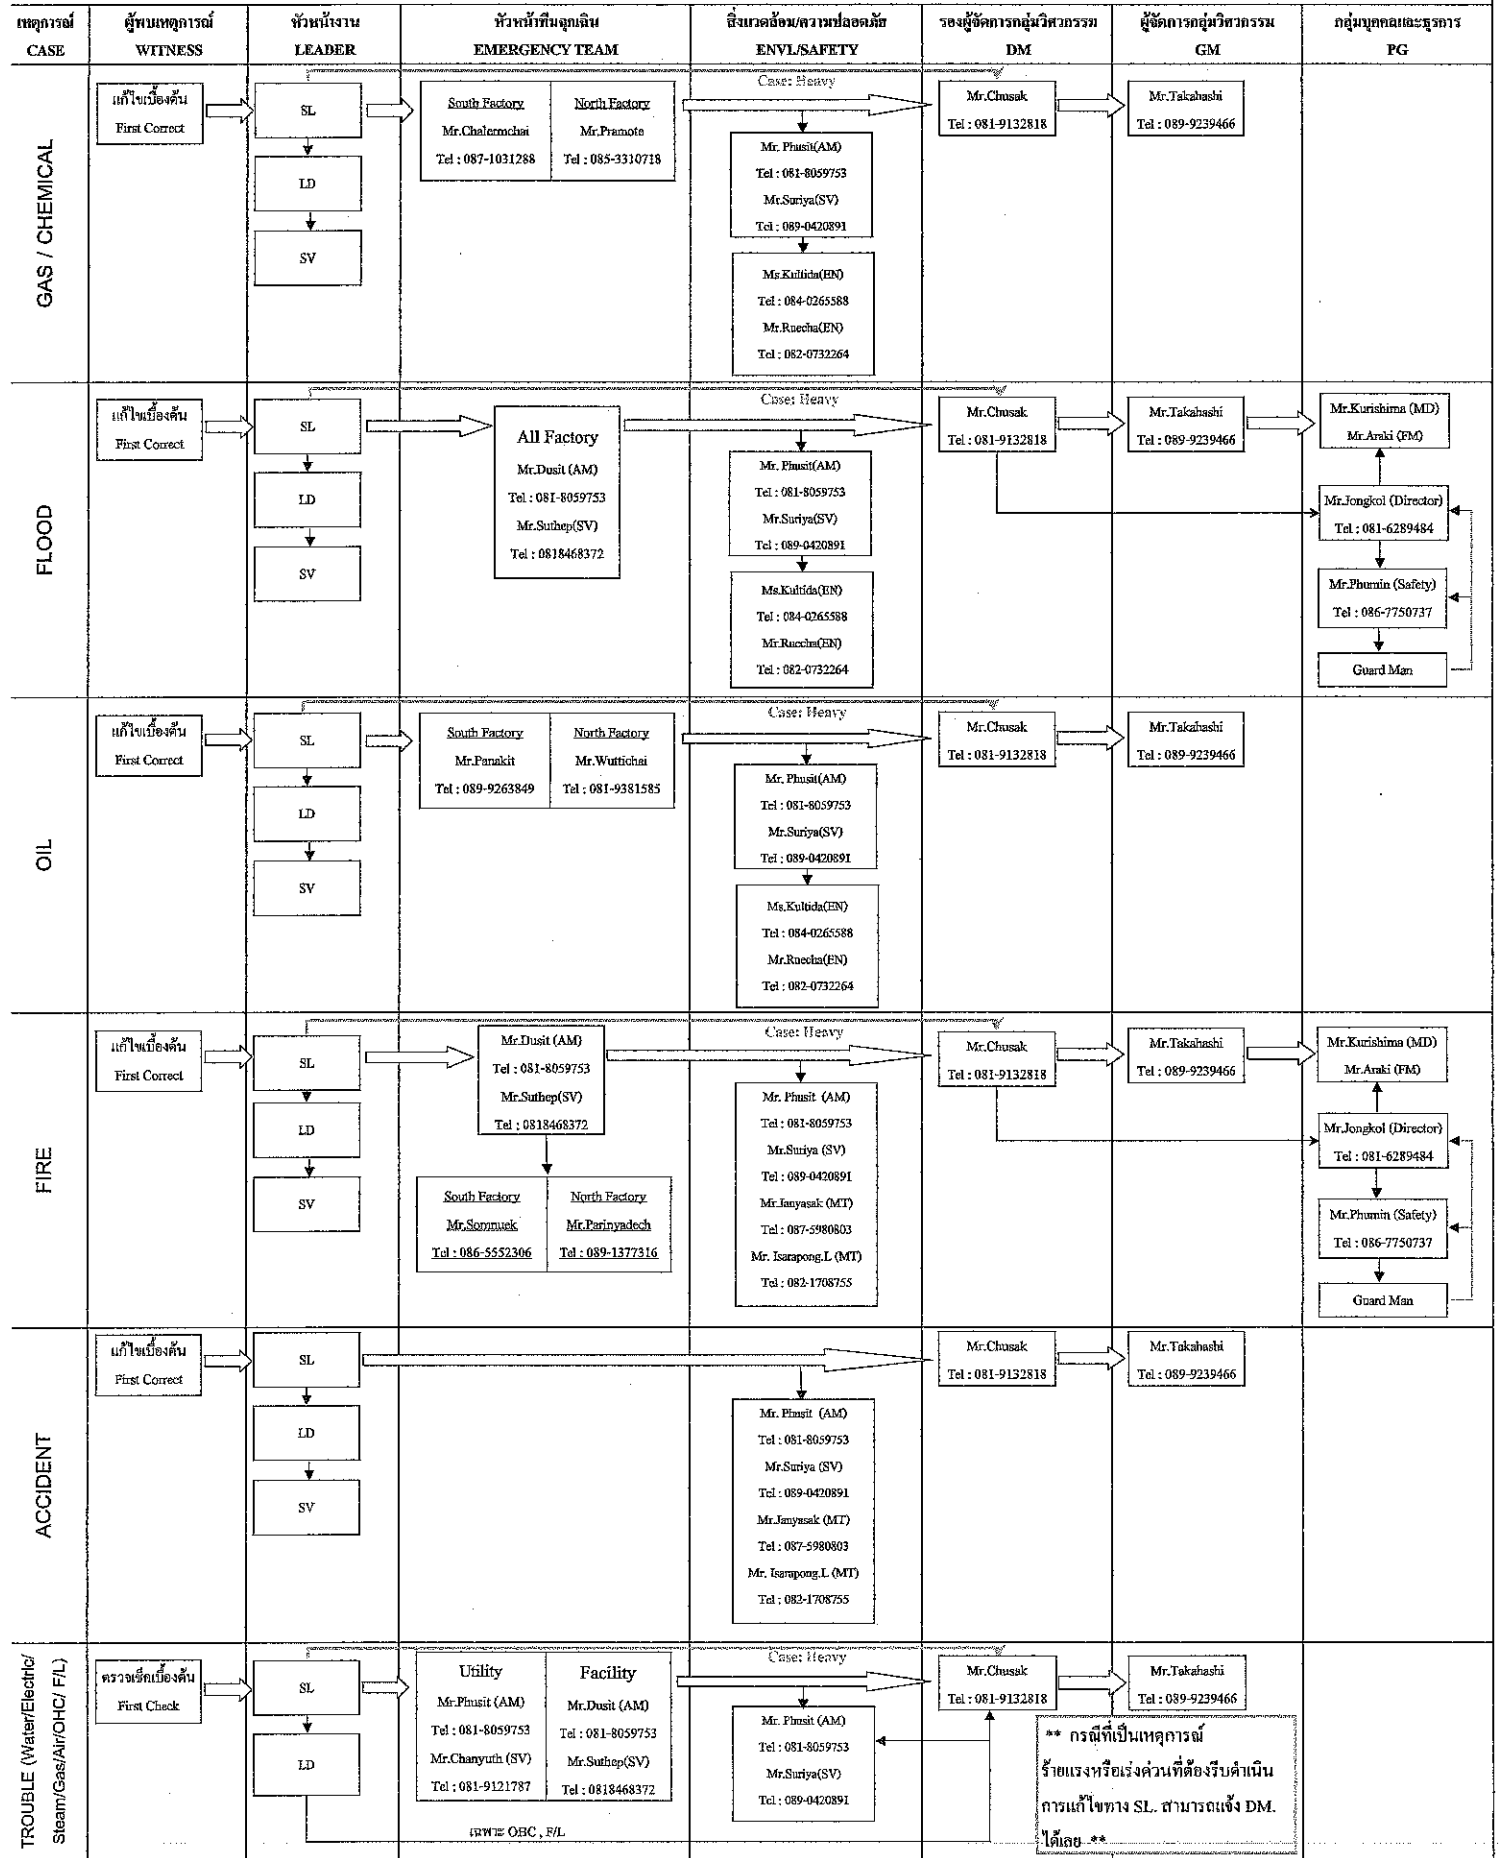 เหตุการณ์
CASE
ผู้พบเหตุการณ์
WITNESS
หัวหน้างาน
LEADER
หัวหน้าทีมฉุกเฉิน
EMERGENCY TEAM
สิ่งแวดล้อม/ความปลอดภัย
ENVL/SAFETY
รองผู้จัดการกลุ่มวิศวกรรม
DM
ผู้จัดการกลุ่มวิศวกรรม
GM
กลุ่มบุคคลและธุรการ
PG
GAS / CHEMICAL
แก้ไขเบื้องต้น
First Correct
SL
LD
SV
South Factory
Mr.Chalermchai
Tel : 087-1031288
North Factory
Mr.Pramote
Tel : 085-3310718
Case: Heavy
Mr. Phusit(AM)
Tel : 081-8059753
Mr.Suriya(SV)
Tel : 089-0420891
Ms.Kultida(EN)
Tel : 084-0265588
Mr.Ruecha(EN)
Tel : 082-0732264
Mr.Chusak
Tel : 081-9132818
Mr.Takahashi
Tel : 089-9239466
FLOOD
แก้ไขเบื้องต้น
First Correct
SL
LD
SV
All Factory
Mr.Dusit (AM)
Tel : 081-8059753
Mr.Suthep(SV)
Tel : 0818468372
Case: Heavy
Mr. Phusit(AM)
Tel : 081-8059753
Mr.Suriya(SV)
Tel : 089-0420891
Ms.Kultida(EN)
Tel : 084-0265588
Mr.Ruecha(EN)
Tel : 082-0732264
Mr.Chusak
Tel : 081-9132818
Mr.Takahashi
Tel : 089-9239466
Mr.Kurishima (MD)
Mr.Araki (FM)
Mr.Jongkol (Director)
Tel : 081-6289484
Mr.Phumin (Safety)
Tel : 086-7750737
Guard Man
OIL
แก้ไขเบื้องต้น
First Correct
SL
LD
SV
South Factory
Mr.Panakit
Tel : 089-9263849
North Factory
Mr.Wuttichai
Tel : 081-9381585
Case: Heavy
Mr. Phusit(AM)
Tel : 081-8059753
Mr.Suriya(SV)
Tel : 089-0420891
Ms.Kultida(EN)
Tel : 084-0265588
Mr.Ruecha(EN)
Tel : 082-0732264
Mr.Chusak
Tel : 081-9132818
Mr.Takahashi
Tel : 089-9239466
FIRE
แก้ไขเบื้องต้น
First Correct
SL
LD
SV
Mr.Dusit (AM)
Tel : 081-8059753
Mr.Suthep(SV)
Tel : 0818468372
South Factory
Mr.Somnuek
Tel : 086-5552306
North Factory
Mr.Parinyadech
Tel : 089-1377316
Case: Heavy
Mr. Phusit (AM)
Tel : 081-8059753
Mr.Suriya (SV)
Tel : 089-0420891
Mr.Janyasak (MT)
Tel : 087-5980803
Mr. Isarapong.L (MT)
Tel : 082-1708755
Mr.Chusak
Tel : 081-9132818
Mr.Takahashi
Tel : 089-9239466
Mr.Kurishima (MD)
Mr.Araki (FM)
Mr.Jongkol (Director)
Tel : 081-6289484
Mr.Phumin (Safety)
Tel : 086-7750737
Guard Man
ACCIDENT
แก้ไขเบื้องต้น
First Correct
SL
LD
SV
Mr. Phusit (AM)
Tel : 081-8059753
Mr.Suriya (SV)
Tel : 089-0420891
Mr.Janyasak (MT)
Tel : 087-5980803
Mr. Isarapong.L (MT)
Tel : 082-1708755
Mr.Chusak
Tel : 081-9132818
Mr.Takahashi
Tel : 089-9239466
TROUBLE (Water/Electric/
Steam/Gas/Air/OHC/ F/L)
ตรวจเช็คเบื้องต้น
First Check
SL
LD
Utility
Mr.Phusit (AM)
Tel : 081-8059753
Mr.Chanyuth (SV)
Tel : 081-9121787
Facility
Mr.Dusit (AM)
Tel : 081-8059753
Mr.Suthep(SV)
Tel : 0818468372
เฉพาะ OHC , F/L
Case: Heavy
Mr. Phusit (AM)
Tel : 081-8059753
Mr.Suriya(SV)
Tel : 089-0420891
Mr.Chusak
Tel : 081-9132818
Mr.Takahashi
Tel : 089-9239466
** กรณีที่เป็นเหตุการณ์
ร้ายแรงหรือเร่งด่วนที่ต้องรีบดำเนิน
การแก้ไขทาง SL. สามารถแจ้ง DM.
ได้เลย **